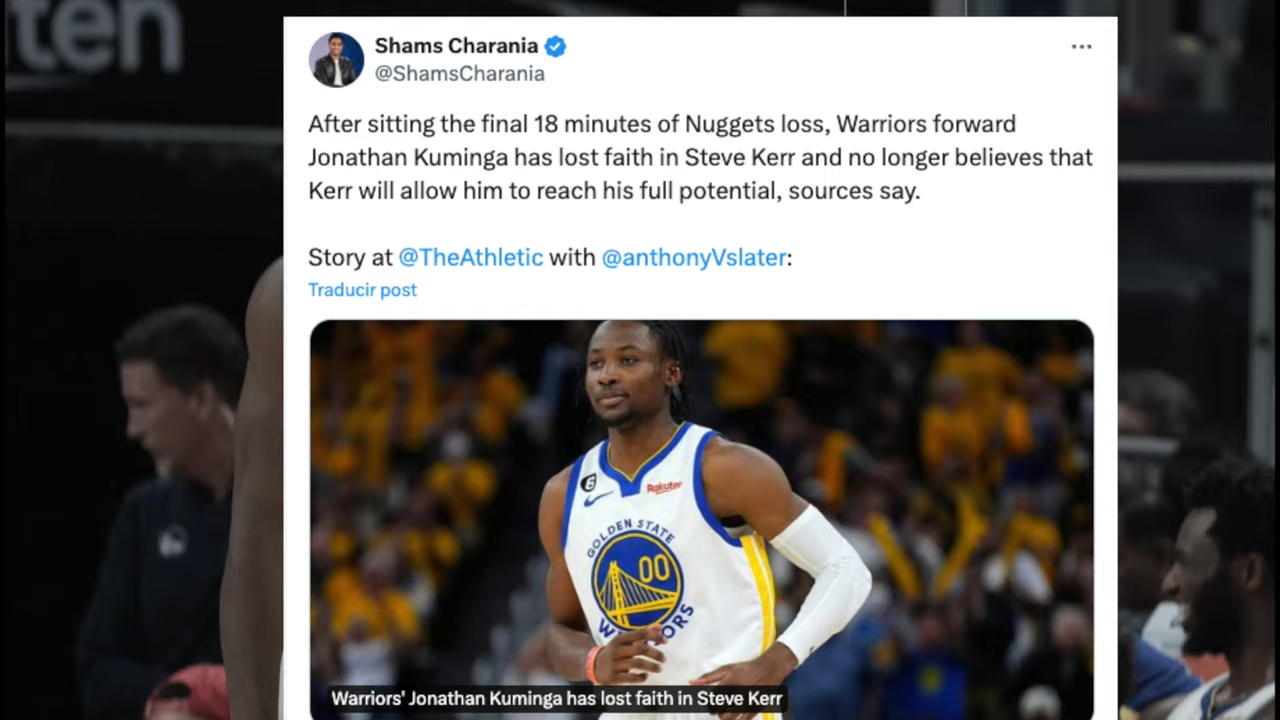 ten
Shams Charania
@ShamsCharania
After sitting the final 18 minutes of Nuggets loss, Warriors forward
Jonathan Kuminga has lost faith in Steve Kerr and no longer believes that
Kerr will allow him to reach his full potential, sources say.
Story at @TheAthletic with @anthonyVslater:
Traducir post
6
Rakuten
GOLDEN STATE
00
WARRIORS
Warriors' Jonathan Kuminga has lost faith in Steve Kerr